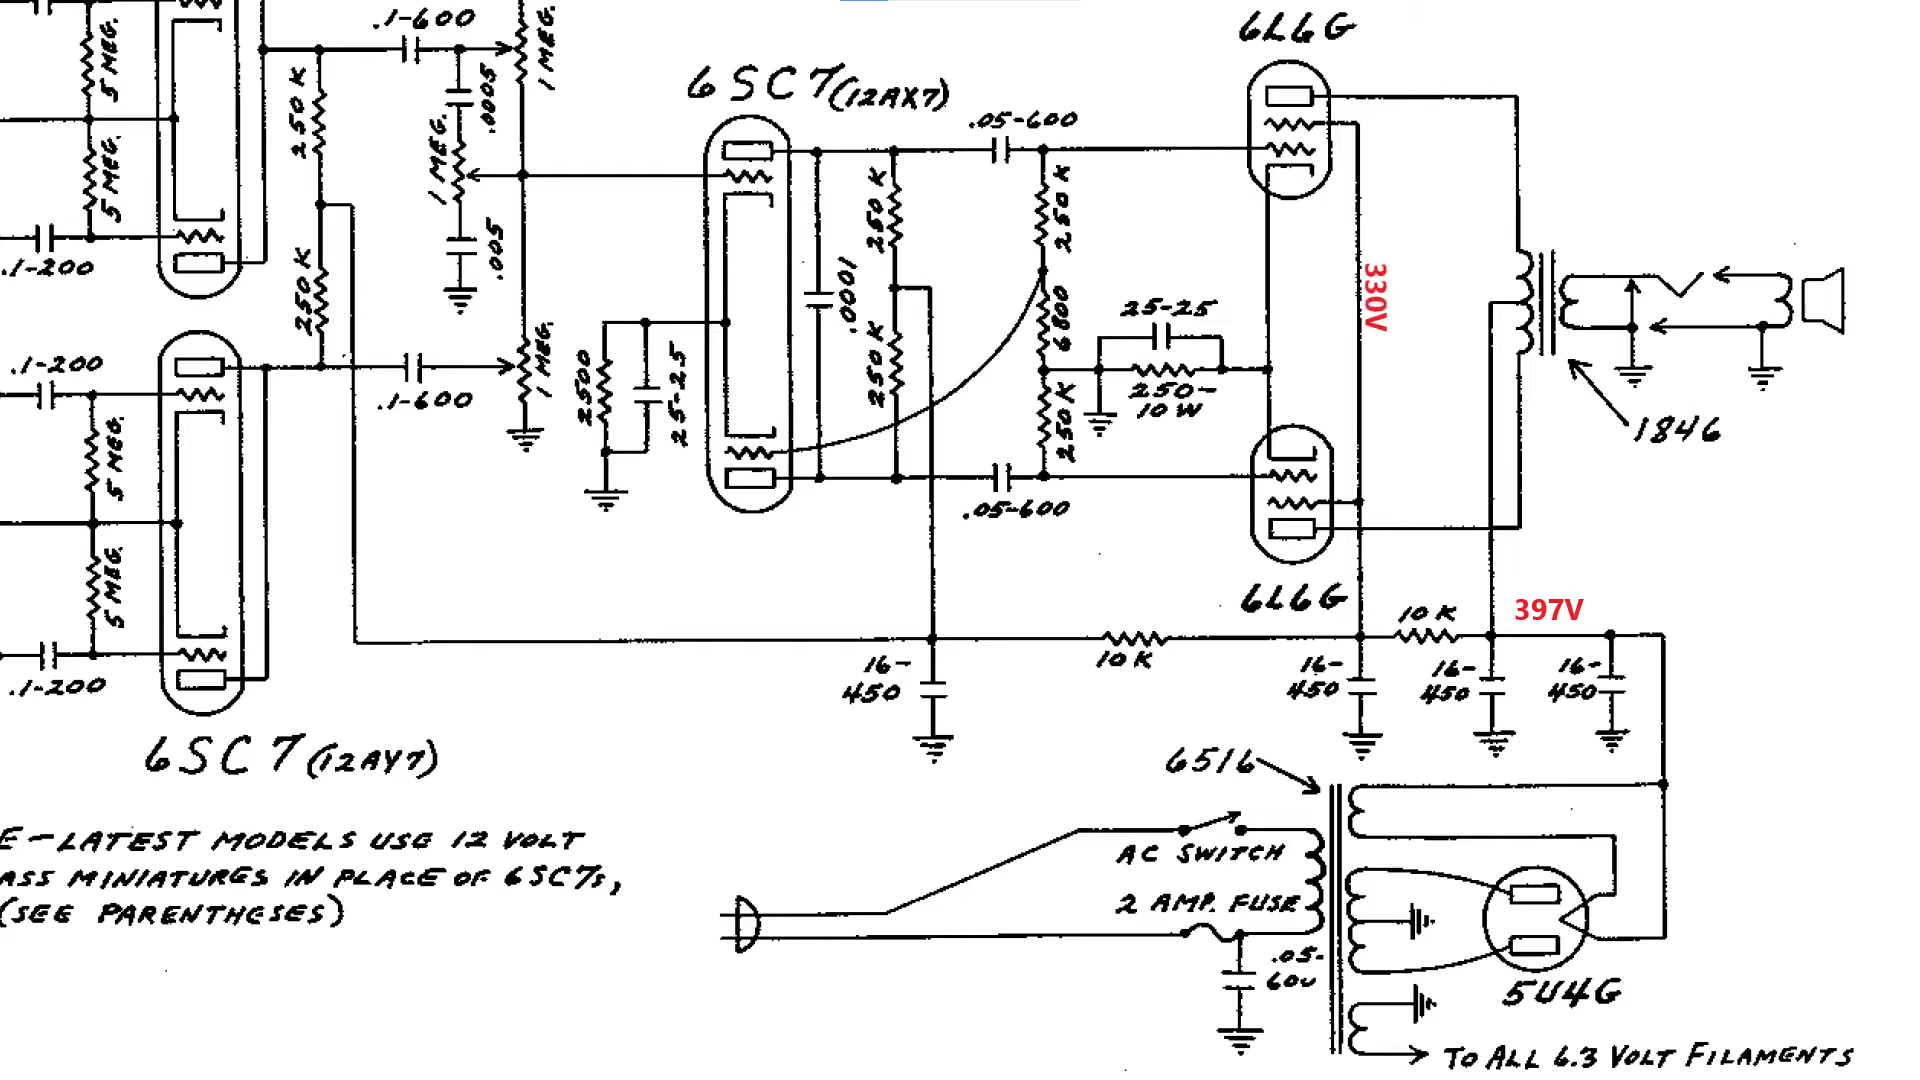 .1-600
6L6G
5 MEG.
250 K
.0005
1 MEG.
6SC7 (12AX7)
.05-600
1 MEG.
5 MEG.
250 K
250 K
.1-200
250 K
.005
.0001
330V
6800
25-25
1 MEG.
.1-200
2500
25-25
250 K
250-
10 W
250 K
1846
.1-600
5 MEG.
.05-600
5 MEG.
6L6G
10 K
397V
.1-200
10 K
16-
450
16-
450
16-
450
16-
450
6SC7 (12AY7)
6516
E-LATEST MODELS USE 12 VOLT
ASS MINIATURES IN PLACE OF 6SC7s,
(SEE PARENTHESES)
AC SWITCH
2 AMP. FUSE
.05-
600
5U4G
TO ALL 6.3 VOLT FILAMENTS